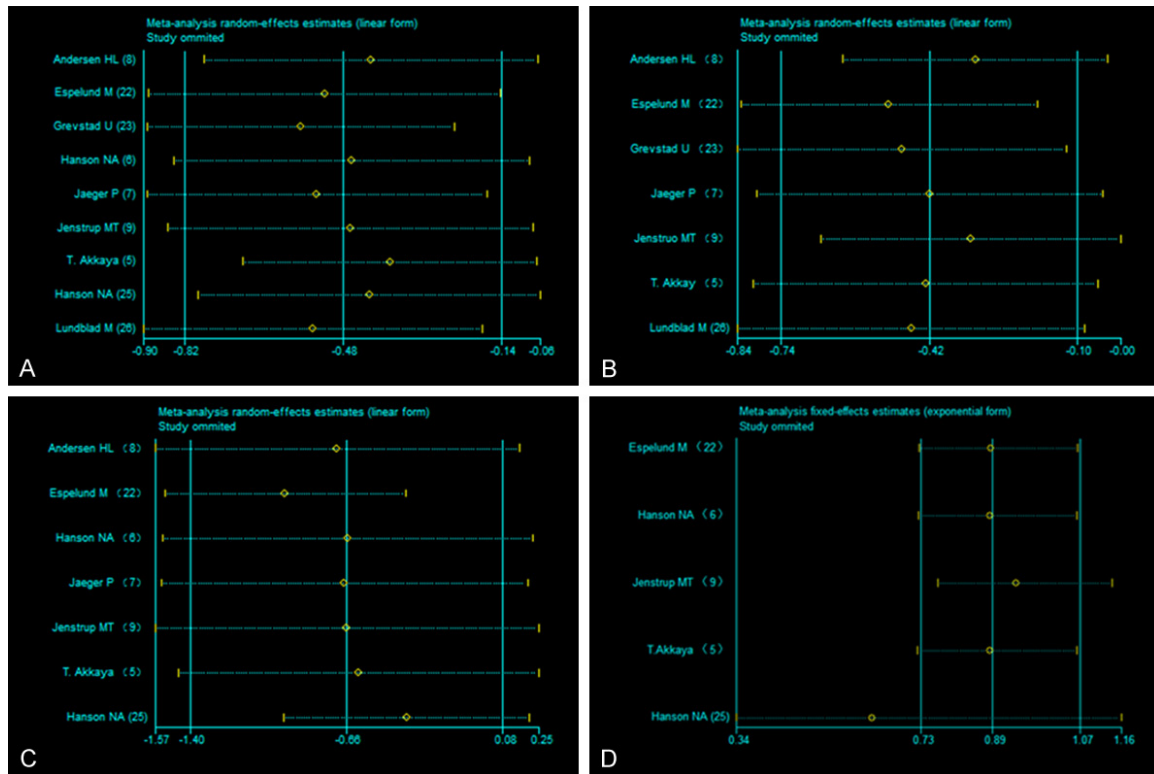 Meta-analysis random-effects estimates (linear form)
Study ommited
Andersen HL (8)
Espelund M (22)
Grevstad U (23)
Hanson NA (6)
Jaeger P (7)
Jenstrup MT (9)
T. Akkaya (5)
Hanson NA (25)
Lundblad M (26)
-0.90 -0.82 -0.48 -0.14 -0.06
A
Meta-analysis random-effects estimates (linear form)
Study ommited
Andersen HL (8)
Espelund M (22)
Grevstad U (23)
Jaeger P (7)
Jenstruo MT (9)
T. Akkay (5)
Lundblad M (26)
-0.84 -0.74 -0.42 -0.10 -0.00
B
Meta-analysis random-effects estimates (linear form)
Study ommited
Andersen HL (8)
Espelund M (22)
Hanson NA (6)
Jaeger P (7)
Jenstrup MT (9)
T. Akkaya (5)
Hanson NA (25)
-1.57 -1.40 -0.66 0.08 0.25
C
Meta-analysis fixed-effects estimates (exponential form)
Study ommited
Espelund M (22)
Hanson NA (6)
Jenstrup MT (9)
T.Akkaya (5)
Hanson NA (25)
0.34 0.73 0.89 1.07 1.16
D